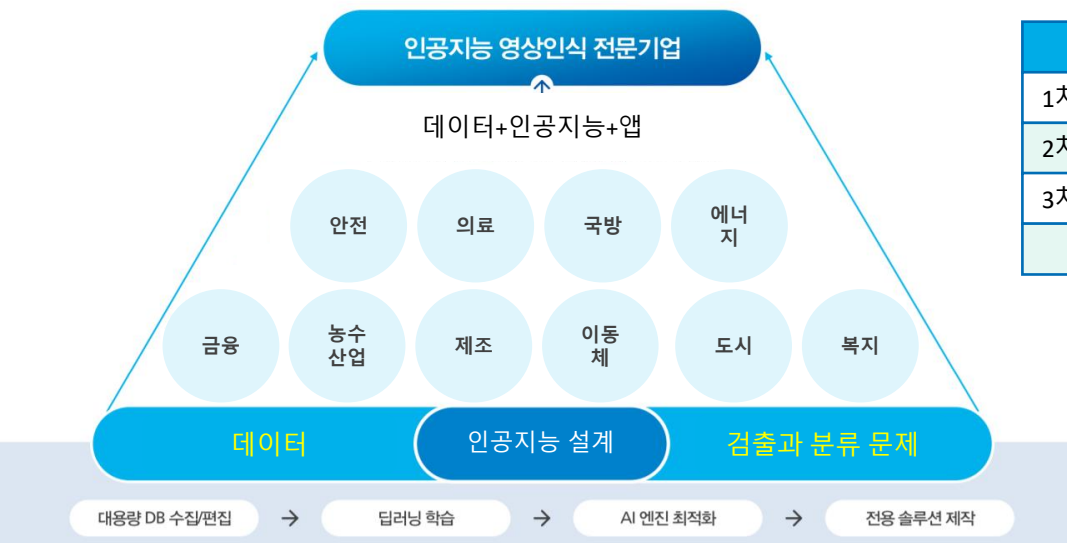 인공지능 영상인식 전문기업
데이터+인공지능+앱
안전
의료
국방
에너
지
금융
농수
산업
제조
이동
체
도시
복지
데이터
인공지능 설계
검출과 분류 문제
대용량 DB 수집/편집
→
딥러닝 학습
→
AI 엔진 최적화
→
전용 솔루션 제작
1
2
3